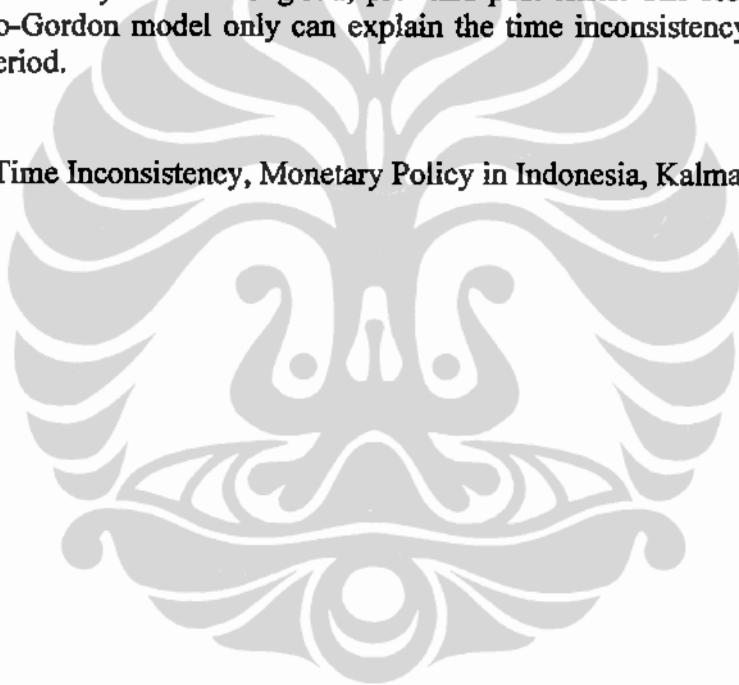 o-Gordon model only can explain the time inconsistency
eriod.
Time Inconsistency, Monetary Policy in Indonesia, Kalma